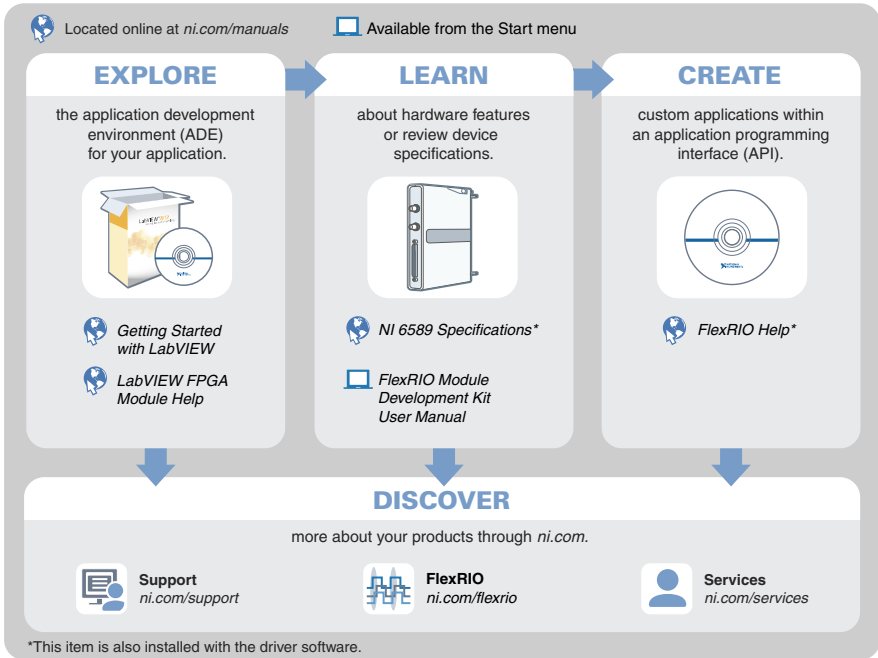 Located online at ni.com/manuals
Available from the Start menu
EXPLORE
the application development
environment (ADE)
for your application.
LabVIEW
Getting Started
with LabVIEW
LabVIEW FPGA
Module Help
LEARN
about hardware features
or review device
specifications.
NI 6589 Specifications*
FlexRIO Module
Development Kit
User Manual
CREATE
custom applications within
an application programming
interface (API).
FlexRIO Help*
DISCOVER
more about your products through ni.com.
Support
ni.com/support
FlexRIO
ni.com/flexrio
Services
ni.com/services
*This item is also installed with the driver software.